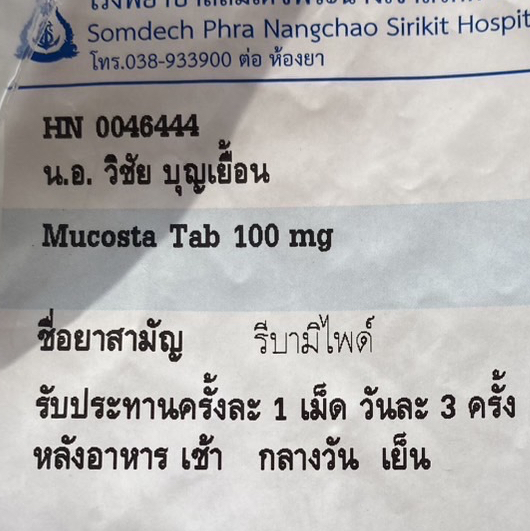 Somdech Phra Nangchao Sirikit Hospit
โทร.038-933900 ต่อ ห้องยา
HN 0046444
น.อ. วิชัย บุญเยื้อน
Mucosta Tab 100 mg
ชื่อยาสามัญ รีบามิไพด์
รับประทานครั้งละ 1 เม็ด วันละ 3 ครั้ง
หลังอาหาร เช้า กลางวัน เย็น